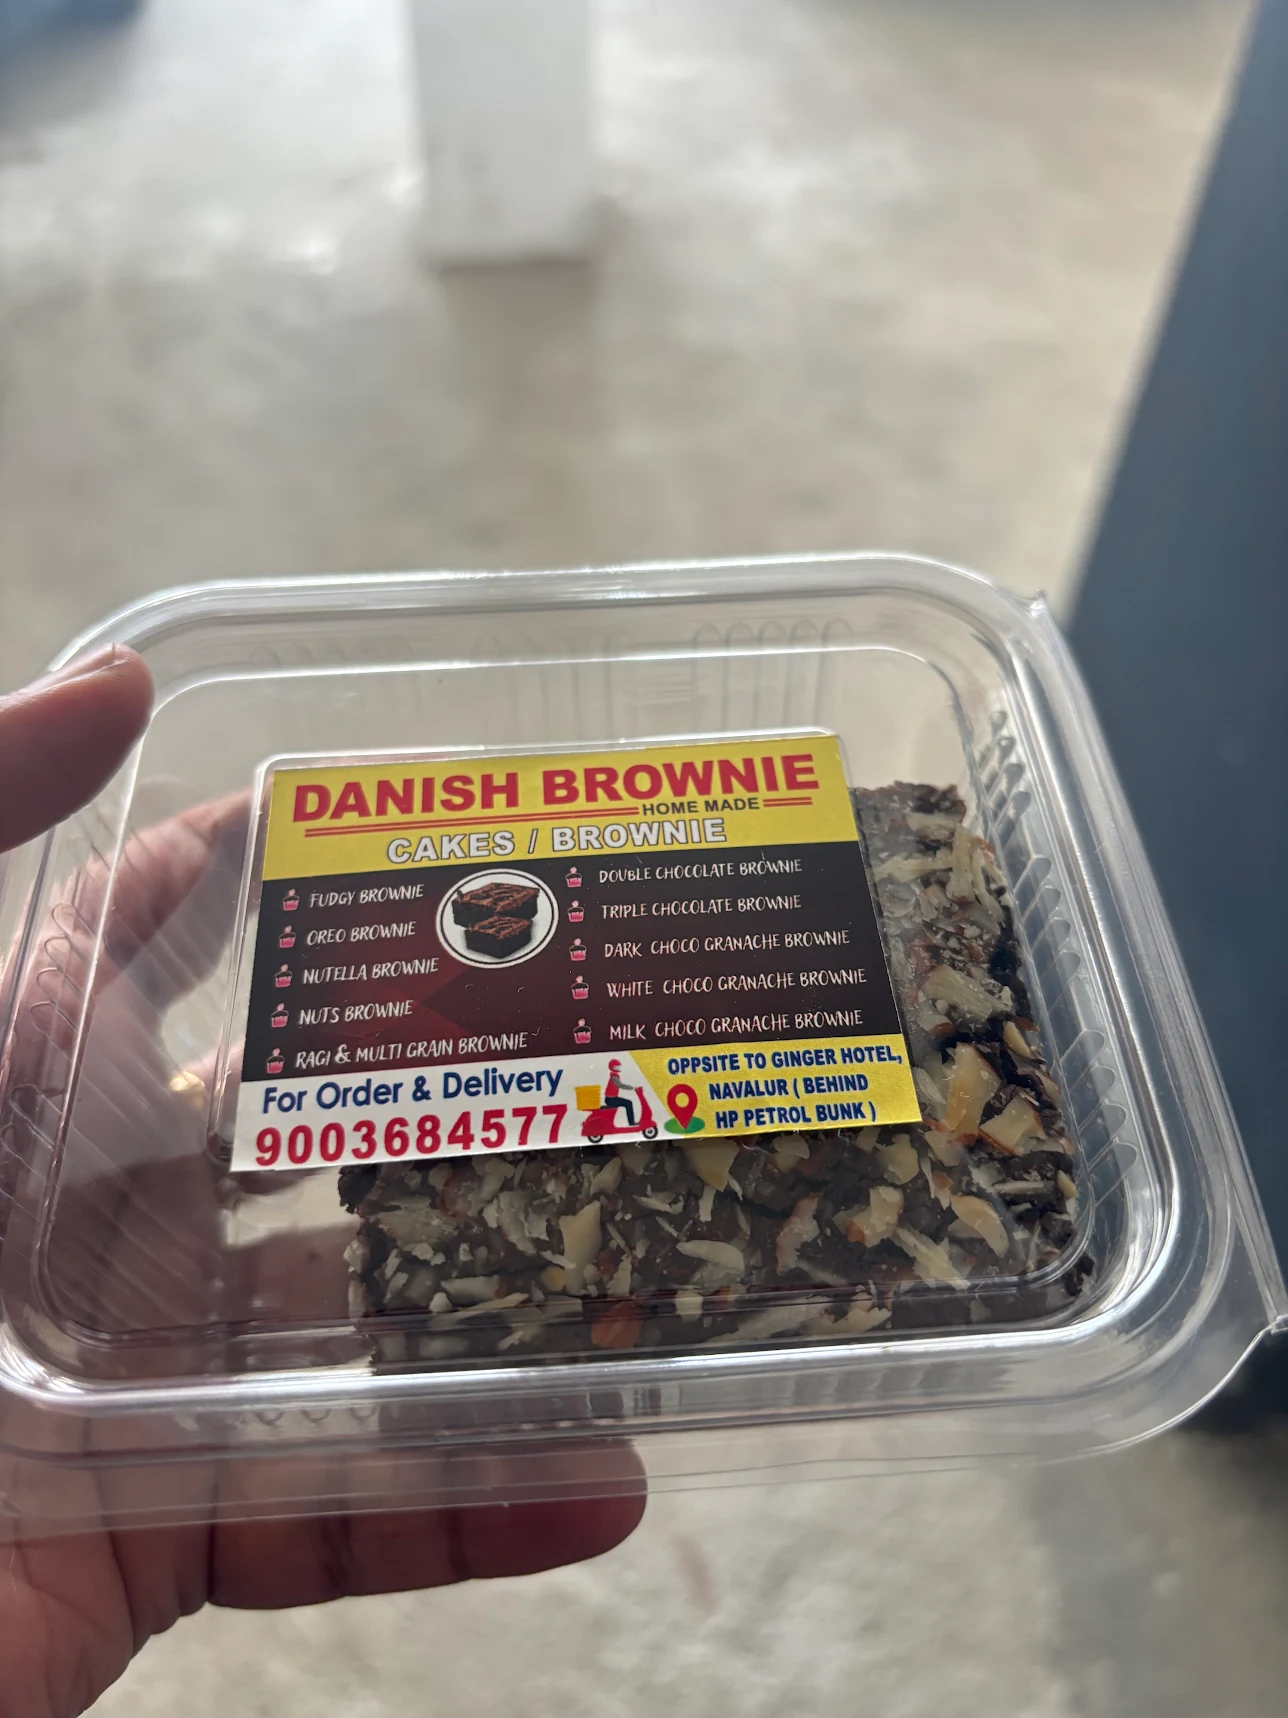 DANISH BROWNIE
HOME MADE
CAKES / BROWNIE
FUDGY BROWNIE
OREO BROWNIE
NUTELLA BROWNIE
NUTS BROWNIE
RAGI & MULTI GRAIN BROWNIE
DOUBLE CHOCOLATE BROWNIE
TRIPLE CHOCOLATE BROWNIE
DARK CHOCO GRANACHE BROWNIE
WHITE CHOCO GRANACHE BROWNIE
MILK CHOCO GRANACHE BROWNIE
For Order & Delivery
9003684577
OPPSITE TO GINGER HOTEL,
NAVALUR ( BEHIND
HP PETROL BUNK )